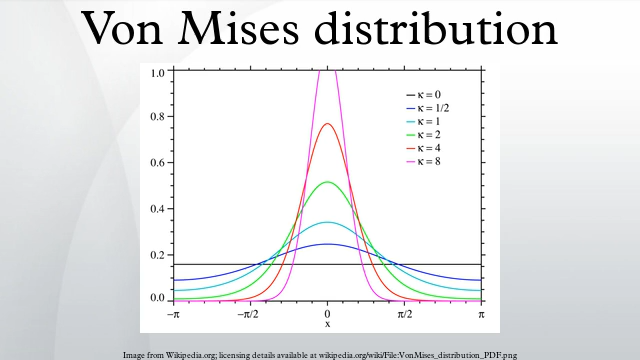 Von Mises distribution
1.0
0.8
0.6
0.4
0.2
0.0
κ = 0
κ = 1/2
κ = 1
κ = 2
κ = 4
κ = 8
−π −π/2 0 π/2 π
x
Image from Wikipedia.org; licensing details available at wikipedia.org/wiki/File:VonMises_distribution_PDF.png